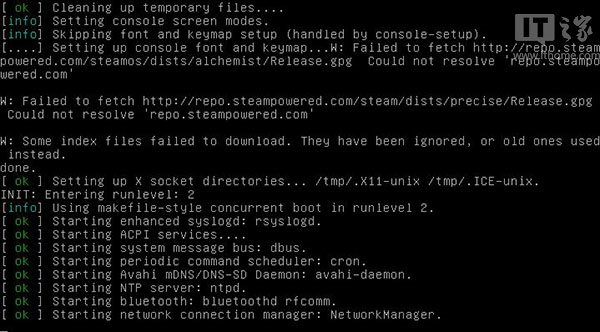 [ ok ] Cleaning up temporary files....
[info] Setting console screen modes.
[info] Skipping font and keymap setup (handled by console-setup).
[....] Setting up console font and keymap...W: Failed to fetch http://repo.steam
powered.com/steamos/dists/alchemist/Release.gpg  Could not resolve 'repo.steampo
wered.com'
W: Failed to fetch http://repo.steampowered.com/steam/dists/precise/Release.gpg
 Could not resolve 'repo.steampowered.com'
W: Some index files failed to download. They have been ignored, or old ones used
 instead.
done.
[ ok ] Setting up X socket directories... /tmp/.X11-unix /tmp/.ICE-unix.
INIT: Entering runlevel: 2
[info] Using makefile-style concurrent boot in runlevel 2.
[ ok ] Starting enhanced syslogd: rsyslogd.
[ ok ] Starting ACPI services....
[ ok ] Starting system message bus: dbus.
[ ok ] Starting periodic command scheduler: cron.
[ ok ] Starting Avahi mDNS/DNS-SD Daemon: avahi-daemon.
[ ok ] Starting NTP server: ntpd.
[ ok ] Starting bluetooth: bluetoothd rfcomm.
[ ok ] Starting network connection manager: NetworkManager.
IT之家
www.ithome.com